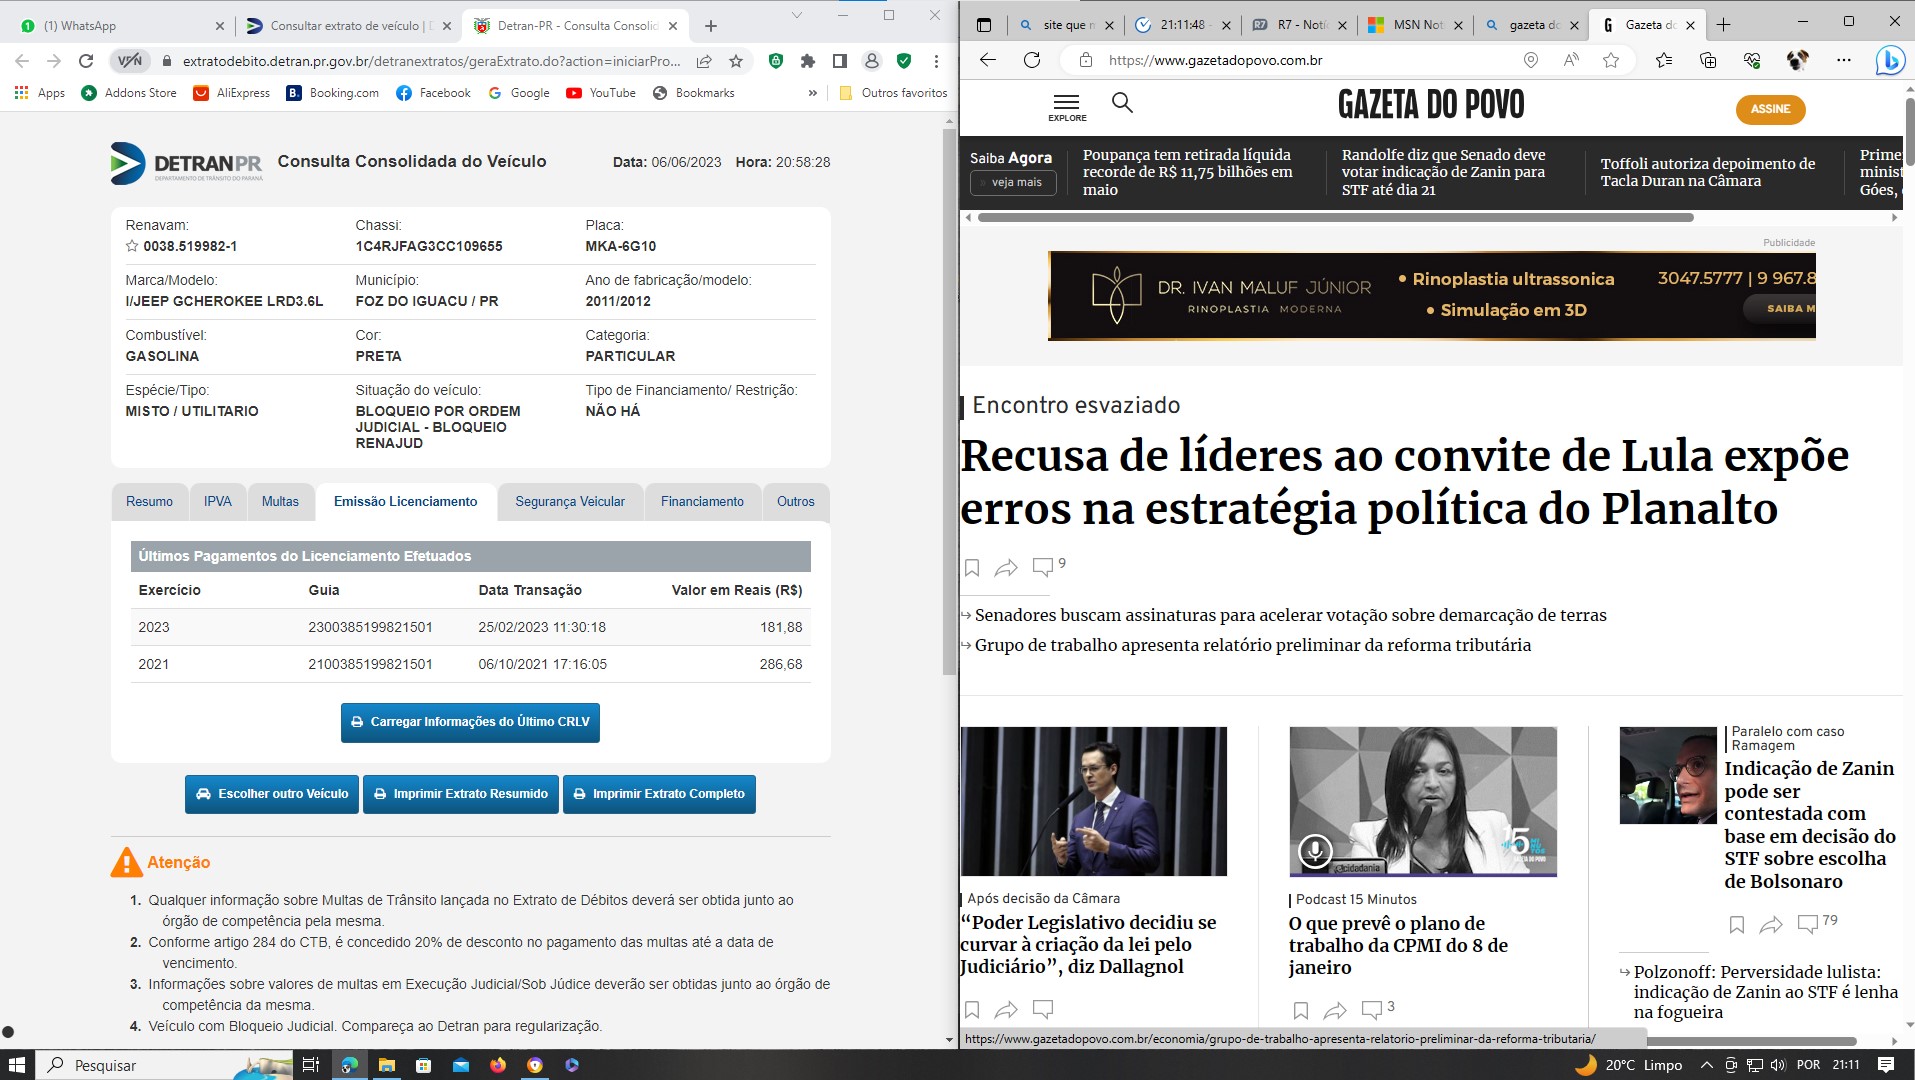 (1) WhatsApp
Consultar extrato de veículo | D
Detran-PR - Consulta Consolid
VPN
extratodebito.detran.pr.gov.br/detranextratos/geraExtrato.do?action=iniciarPro...
Apps
Addons Store
AliExpress
B.
Booking.com
Facebook
G
Google
YouTube
Bookmarks
»
Outros favoritos
DETRAN PR
DEPARTAMENTO DE TRÂNSITO DO PARANÁ
Consulta Consolidada do Veículo
Data: 06/06/2023 Hora: 20:58:28
Renavam:
Chassi:
Placa:
0038.519982-1
1C4RJFAG3CC109655
MKA-6G10
Marca/Modelo:
Município:
Ano de fabricação/modelo:
I/JEEP GCHEROKEE LRD3.6L
FOZ DO IGUACU / PR
2011/2012
Combustível:
Cor:
Categoria:
GASOLINA
PRETA
PARTICULAR
Espécie/Tipo:
Situação do veículo:
Tipo de Financiamento/ Restrição:
MISTO / UTILITARIO
BLOQUEIO POR ORDEM
JUDICIAL - BLOQUEIO
RENAJUD
NÃO HÁ
Resumo
IPVA
Multas
Emissão Licenciamento
Segurança Veicular
Financiamento
Outros
Últimos Pagamentos do Licenciamento Efetuados
Exercício Guia Data Transação Valor em Reais (R$)
2023 2300385199821501 25/02/2023 11:30:18 181,88
2021 2100385199821501 06/10/2021 17:16:05 286,68
Carregar Informações do Último CRLV
Escolher outro Veículo
Imprimir Extrato Resumido
Imprimir Extrato Completo
Atenção
1. Qualquer informação sobre Multas de Trânsito lançada no Extrato de Débitos deverá ser obtida junto ao
órgão de competência pela mesma.
2. Conforme artigo 284 do CTB, é concedido 20% de desconto no pagamento das multas até a data de
vencimento.
3. Informações sobre valores de multas em Execução Judicial/Sob Júdice deverão ser obtidas junto ao órgão de
competência da mesma.
4. Veículo com Bloqueio Judicial. Compareça ao Detran para regularização.
site que m
21:11:48 -
R7
R7 - Notíc
MSN Not
gazeta do
G
Gazeta do
https://www.gazetadopovo.com.br
EXPLORE
GAZETA DO POVO
ASSINE
Saiba Agora
veja mais
Poupança tem retirada líquida
recorde de R$ 11,75 bilhões em
maio
Randolfe diz que Senado deve
votar indicação de Zanin para
STF até dia 21
Toffoli autoriza depoimento de
Tacla Duran na Câmara
Prime
minist
Góes,
Publicidade
DR. IVAN MALUF JÚNIOR
RINOPLASTIA MODERNA
• Rinoplastia ultrassonica
• Simulação em 3D
3047.5777 | 9 967.8
SAIBA M
Encontro esvaziado
Recusa de líderes ao convite de Lula expõe
erros na estratégia política do Planalto
9
Senadores buscam assinaturas para acelerar votação sobre demarcação de terras
Grupo de trabalho apresenta relatório preliminar da reforma tributária
Após decisão da Câmara
“Poder Legislativo decidiu se
curvar à criação da lei pelo
Judiciário”, diz Dallagnol
cidadania
15
MINUTOS
GAZETA DO POVO
Podcast 15 Minutos
O que prevê o plano de
trabalho da CPMI do 8 de
janeiro
3
Paralelo com caso
Ramagem
Indicação de Zanin
pode ser
contestada com
base em decisão do
STF sobre escolha
de Bolsonaro
79
Polzonoff: Perversidade lulista:
indicação de Zanin ao STF é lenha
na fogueira
https://www.gazetadopovo.com.br/economia/grupo-de-trabalho-apresenta-relatorio-preliminar-da-reforma-tributaria/
Pesquisar
20°C Limpo
POR
21:11